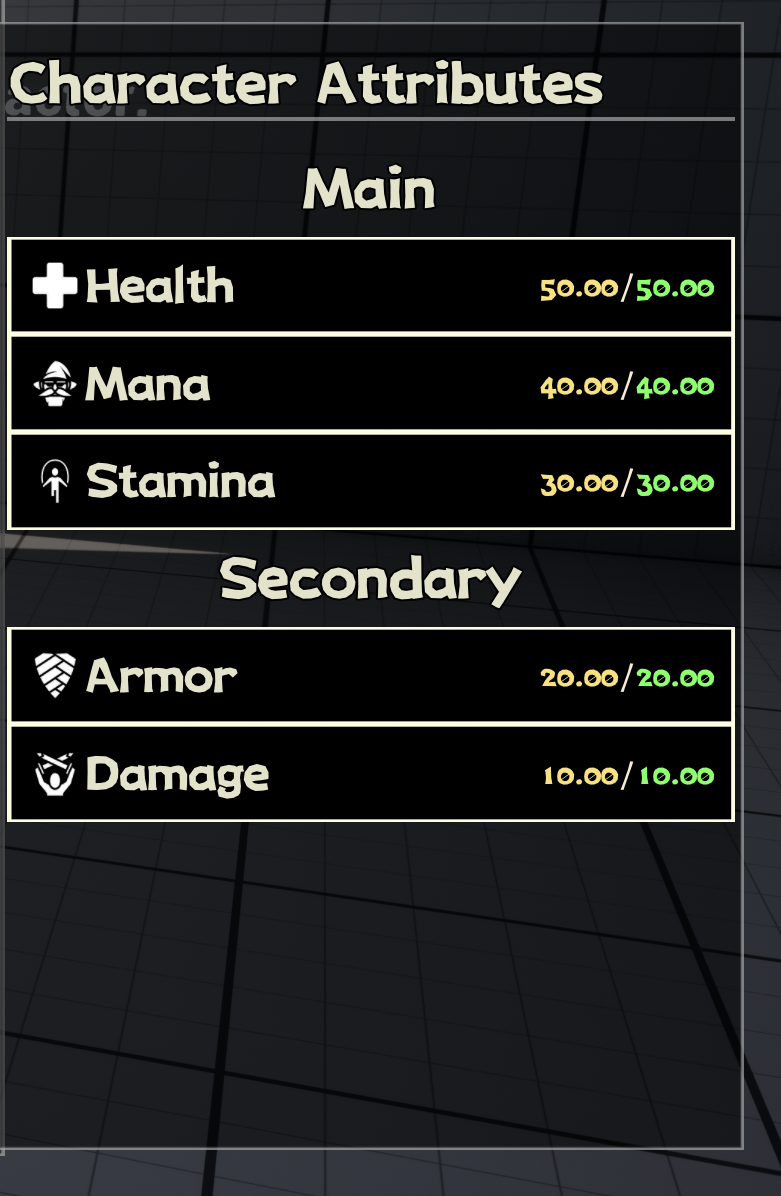 Character Attributes
actor.
Main
Health 50.00/50.00
Mana 40.00/40.00
Stamina 30.00/30.00
Secondary
Armor 20.00/20.00
Damage 10.00/10.00